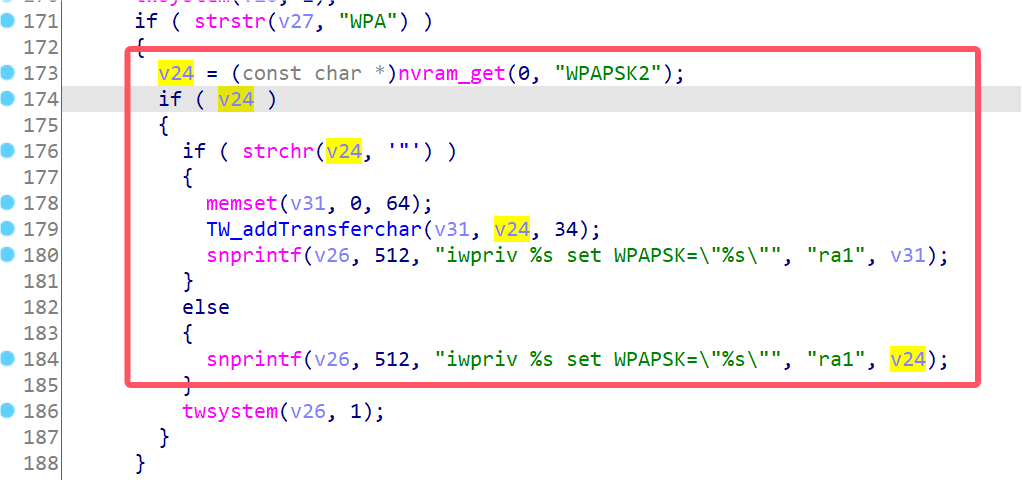 171 if ( strstr(v27, "WPA") )
172 {
173 v24 = (const char *)nvram_get(0, "WPAPSK2");
174 if ( v24 )
175 {
176 if ( strchr(v24, '"') )
177 {
178 memset(v31, 0, 64);
179 TW_addTransferchar(v31, v24, 34);
180 snprintf(v26, 512, "iwpriv %s set WPAPSK=\"%s\"", "ra1", v31);
181 }
182 else
183 {
184 snprintf(v26, 512, "iwpriv %s set WPAPSK=\"%s\"", "ra1", v24);
185 }
186 twsystem(v26, 1);
187 }
188 }